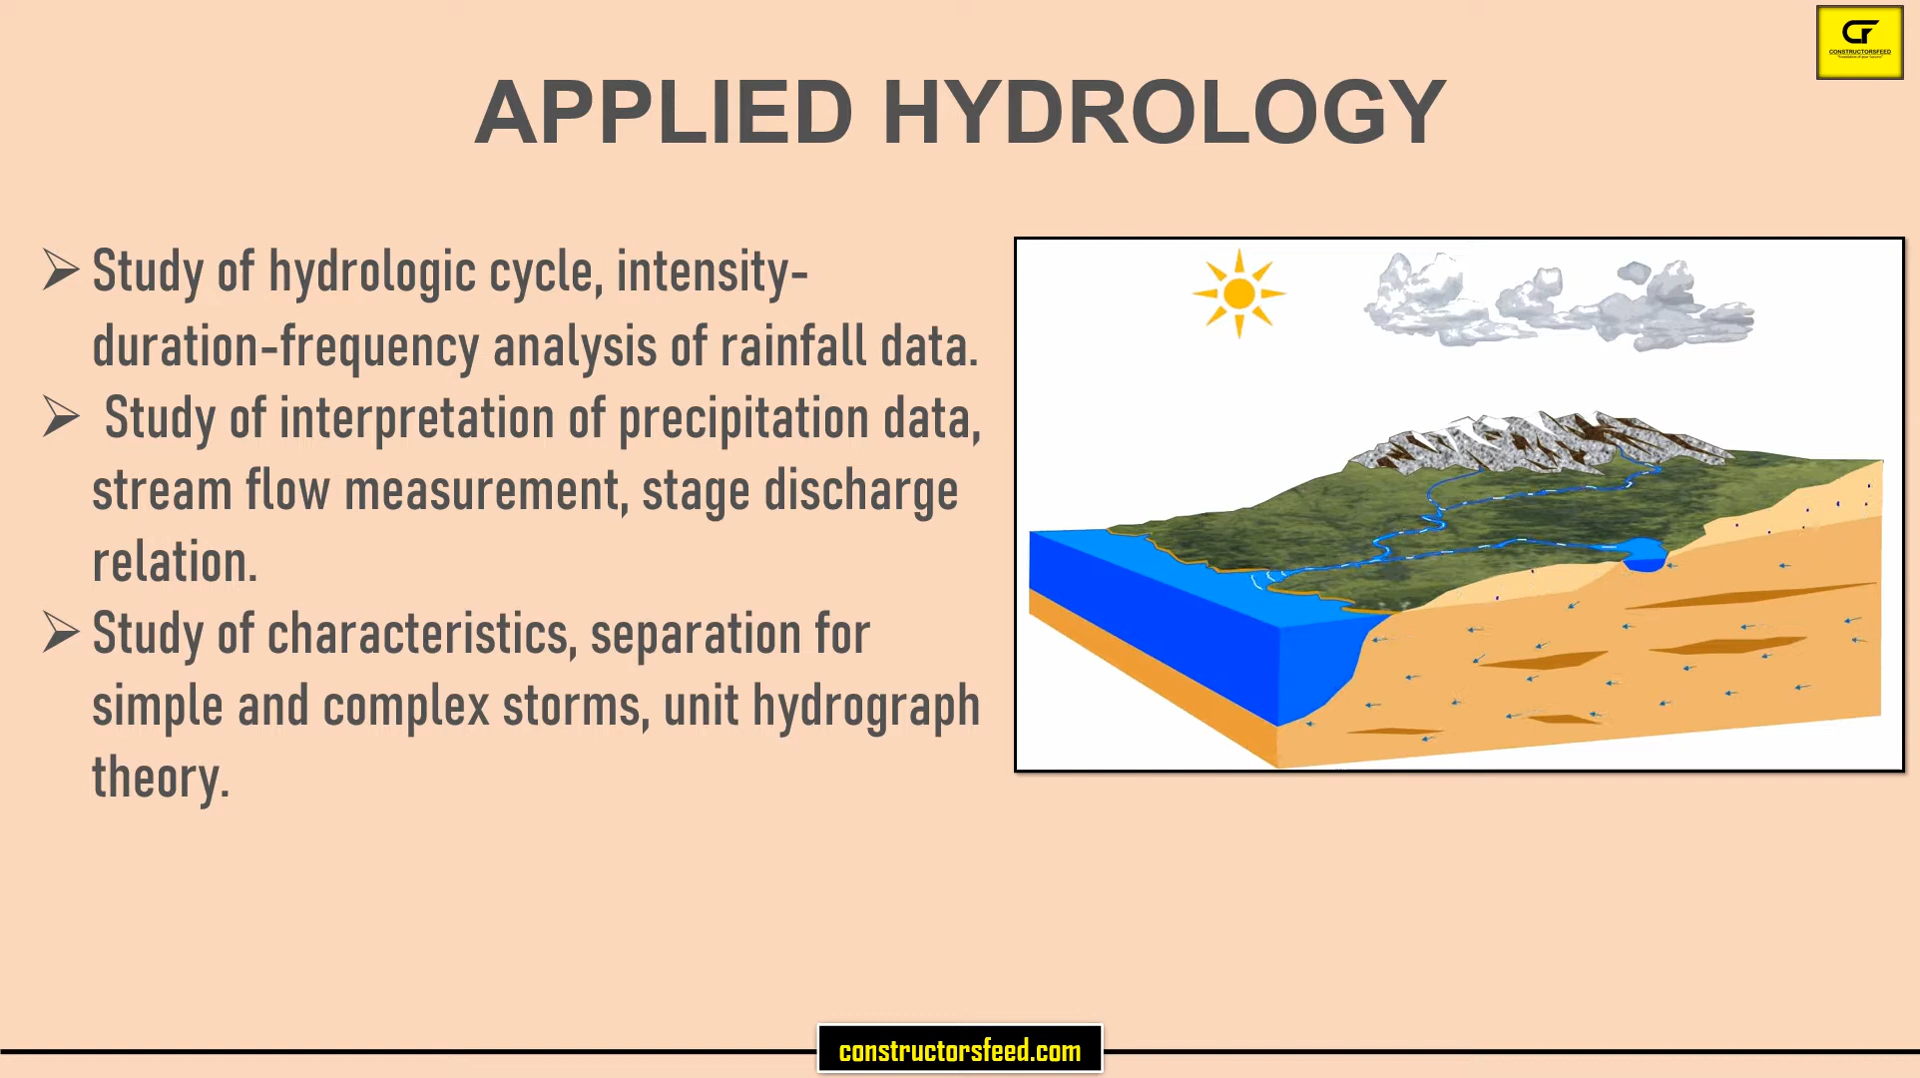 CF
CONSTRUCTORSFEED
APPLIED HYDROLOGY
Study of hydrologic cycle, intensity-
duration-frequency analysis of rainfall data.
Study of interpretation of precipitation data,
stream flow measurement, stage discharge
relation.
Study of characteristics, separation for
simple and complex storms, unit hydrograph
theory.
constructorsfeed.com